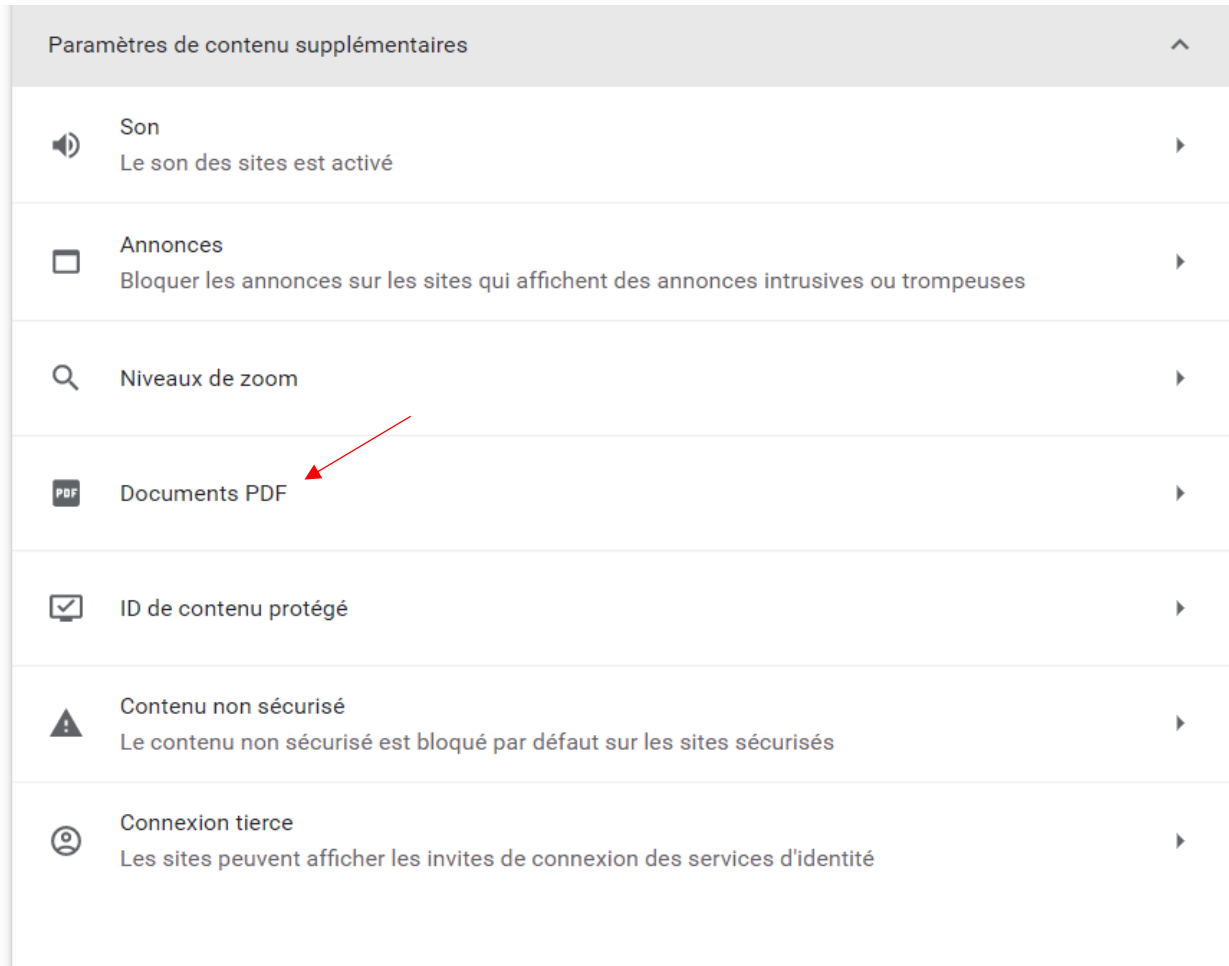 Paramètres de contenu supplémentaires
Son
Le son des sites est activé
Annonces
Bloquer les annonces sur les sites qui affichent des annonces intrusives ou trompeuses
Niveaux de zoom
PDF
Documents PDF
ID de contenu protégé
Contenu non sécurisé
Le contenu non sécurisé est bloqué par défaut sur les sites sécurisés
Connexion tierce
Les sites peuvent afficher les invites de connexion des services d'identité